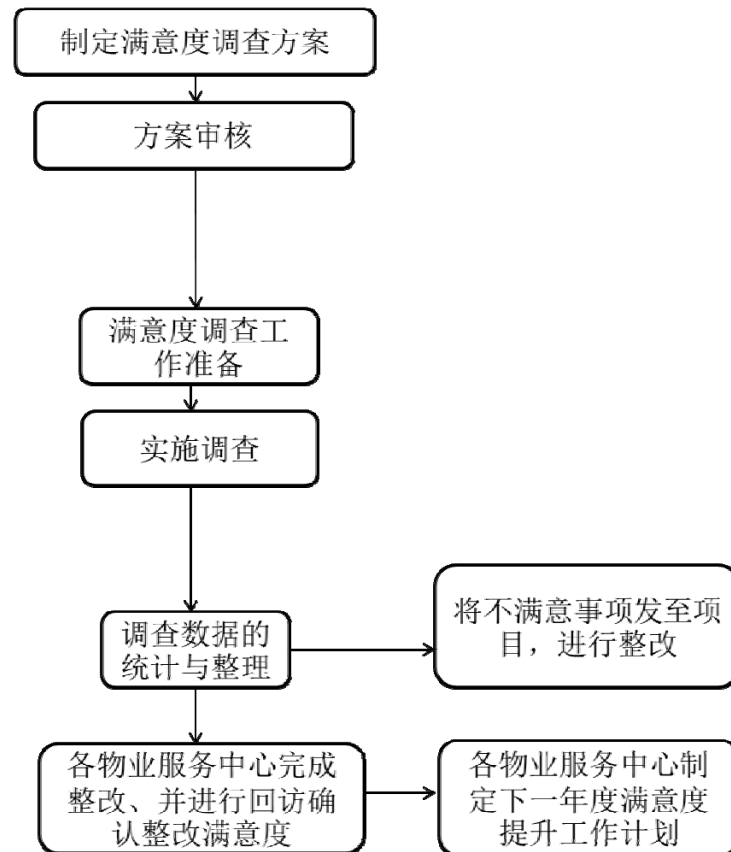 制定满意度调查方案
方案审核
满意度调查工
作准备
实施调查
调查数据的
统计与整理
将不满意事项发至项
目，进行整改
各物业服务中心完成
整改、并进行回访确
认整改满意度
各物业服务中心制
定下一年度满意度
提升工作计划